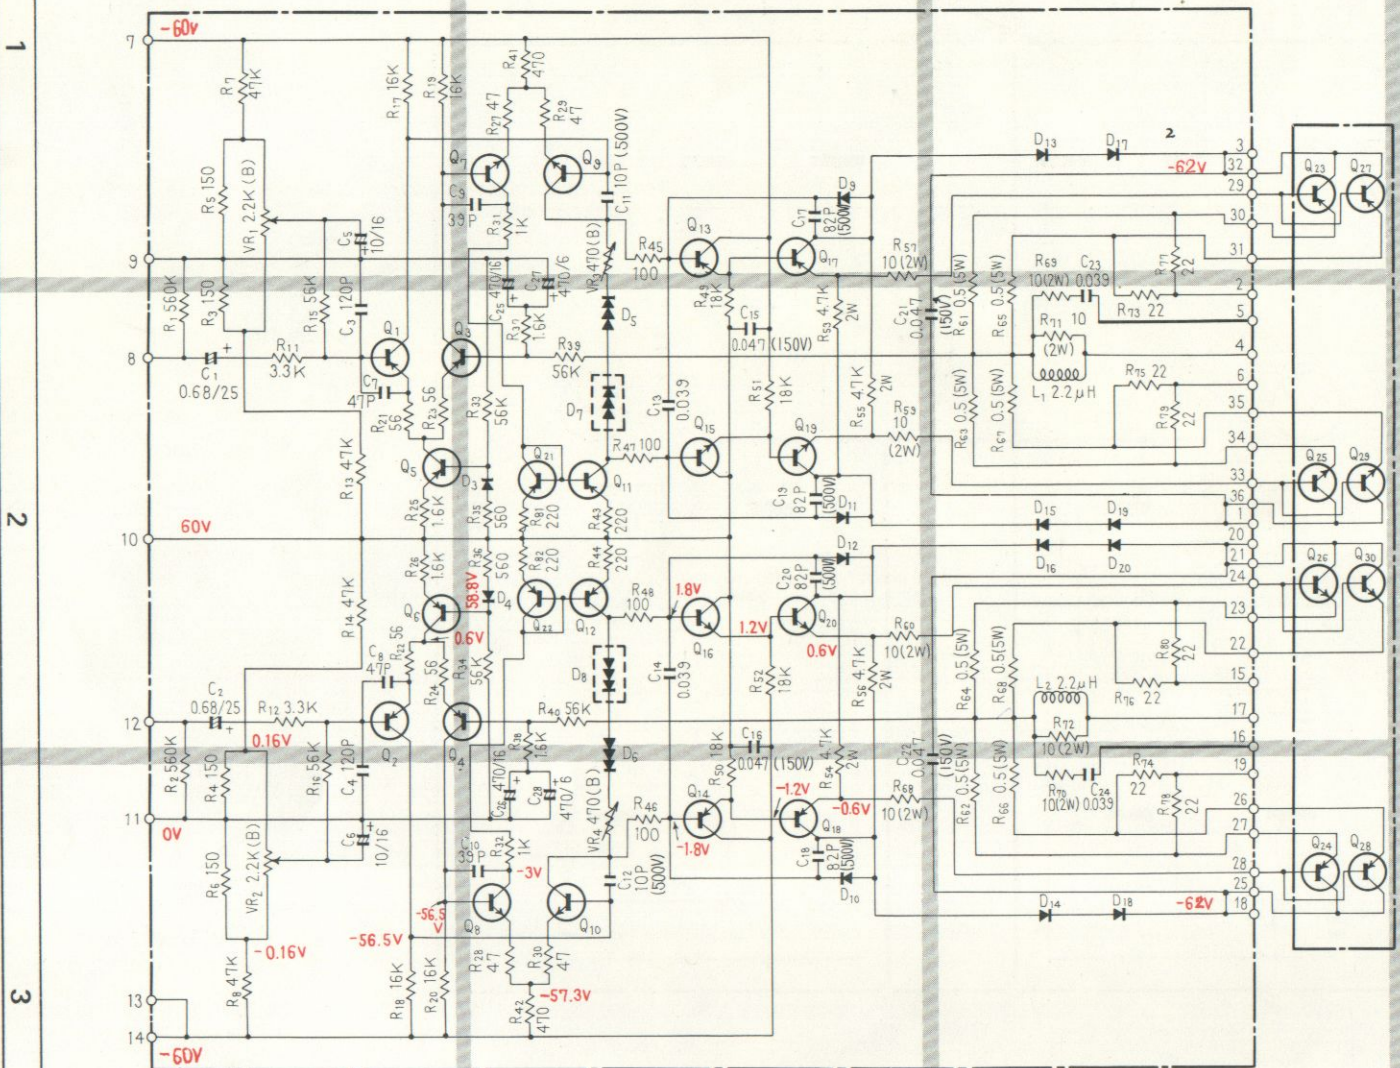 1
2
3
-60V
7
R7
47K
R17 16K
R19
16K
R41
470
R27 47
R29
47
Q7
Q9
C11 10P (500V)
R5 150
VR1 2.2K(B)
C5
10/16
C9
39P
R31
1K
D13
D17
2
3
32
-62V
29
30
31
Q23
Q27
D9
C17
82P
(500V)
Q13
Q17
R45
100
R57
10(2W)
9
R1 560K
R3 150
R15 56K
C3 120P
C25 470/16
C27
470/6
VR3 470(B)
R37
1.6K
D5
R49
18K
C15
0.047 (150V)
R53 4.7K
2W
C21
0.047
(150V)
R61 0.5 (5W)
R65 0.5 (5W)
R69
10(2W)
C23
0.039
R77
22
R73 22
2
5
R71
10
(2W)
Q1
Q3
8
C1
0.68/25
R11
3.3K
R39
56K
4
L1 2.2μH
R75 22
6
C7
47P
R21
56
R23 56
R33
56K
D7
C13
0.039
R51
18K
R55 4.7K
2W
R59
10
(2W)
R63 0.5 (5W)
R67 0.5 (5W)
R79
22
35
34
R13 47K
Q5
Q21
Q11
R47 100
Q15
Q19
33
Q25
Q29
D3
R25
1.6K
R35
560
R81
220
R43
220
C19
82P
(500V)
D11
D15
D19
36
1
60V
10
20
D12
D16
D20
21
24
R26
1.6K
R36
560
R82
220
R44
220
58.8V
D4
C20
82P
(500V)
Q26
Q30
R14 47K
Q6
Q22
Q12
R48
100
1.8V
Q16
1.2V
Q20
0.6V
R60
10(2W)
23
22
0.6V
C8
47P
R22 56
R24
56
R34
56K
D8
C14
0.039
R52
18K
R56 4.7K
2W
R64 0.5 (5W)
R68 0.5 (5W)
R80
22
L2 2.2μH
R76
22
15
C2
0.68/25
R12 3.3K
12
R40 56K
17
0.16V
Q2
Q4
R72
10(2W)
16
R2 560K
R4 150
R16 56K
C4 120P
R38
1.6K
C26 470/16
C28
470/6
D6
VR4 470(B)
R50
18K
C16
0.047 (150V)
R54 4.7K
2W
C22
0.047
(150V)
R62 0.5 (5W)
R66 0.5 (5W)
R70
10(2W)
C24
0.039
R74
22
R78
22
19
26
11
0V
R46
100
Q14
-1.2V
-1.8V
Q18
-0.6V
R68
10(2W)
27
28
25
18
Q24
Q28
R6 150
VR2 2.2K(B)
C6
10/16
C10
39P
R32
1K
-3V
C12
10P
(500V)
C18
82P
(500V)
D10
D14
D18
-62V
-56.5
V
Q8
Q10
-56.5V
-0.16V
R8 47K
R18 16K
R20 16K
R28
47
R30
47
-57.3V
R42
470
13
14
-60V